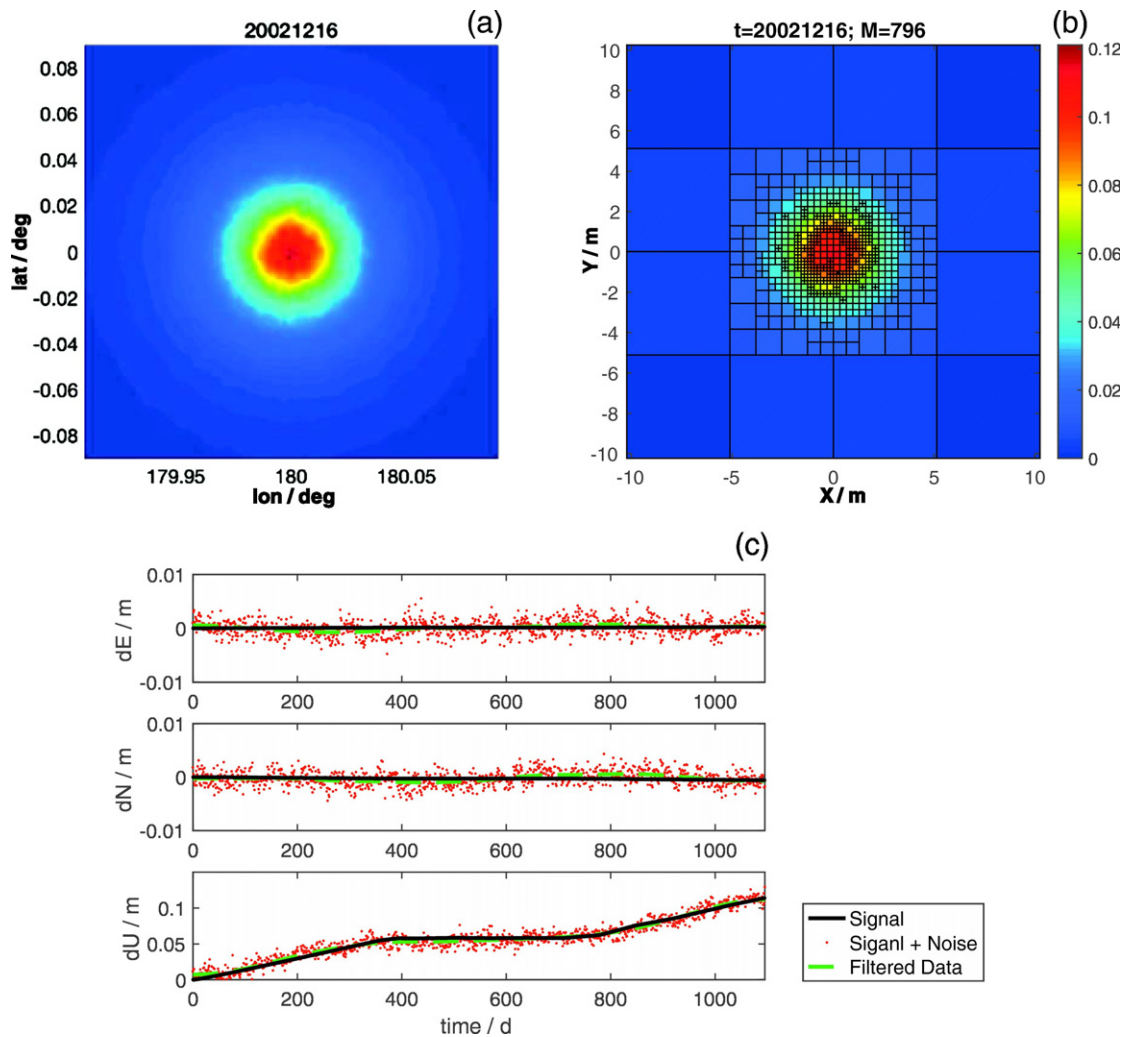 (a)
20021216
0.08
0.06
0.04
0.02
0
-0.02
-0.04
-0.06
-0.08
lat / deg
179.95 180 180.05
lon / deg
(b)
t=20021216; M=796
10
8
6
4
2
0
-2
-4
-6
-8
-10
Y / m
-10 -5 0 5 10
X / m
0.12
0.1
0.08
0.06
0.04
0.02
0
(c)
0.01
0
-0.01
dE / m
0 200 400 600 800 1000
0.01
0
-0.01
dN / m
0 200 400 600 800 1000
0.1
0.05
0
dU / m
0 200 400 600 800 1000
time / d
Signal
Siganl + Noise
Filtered Data